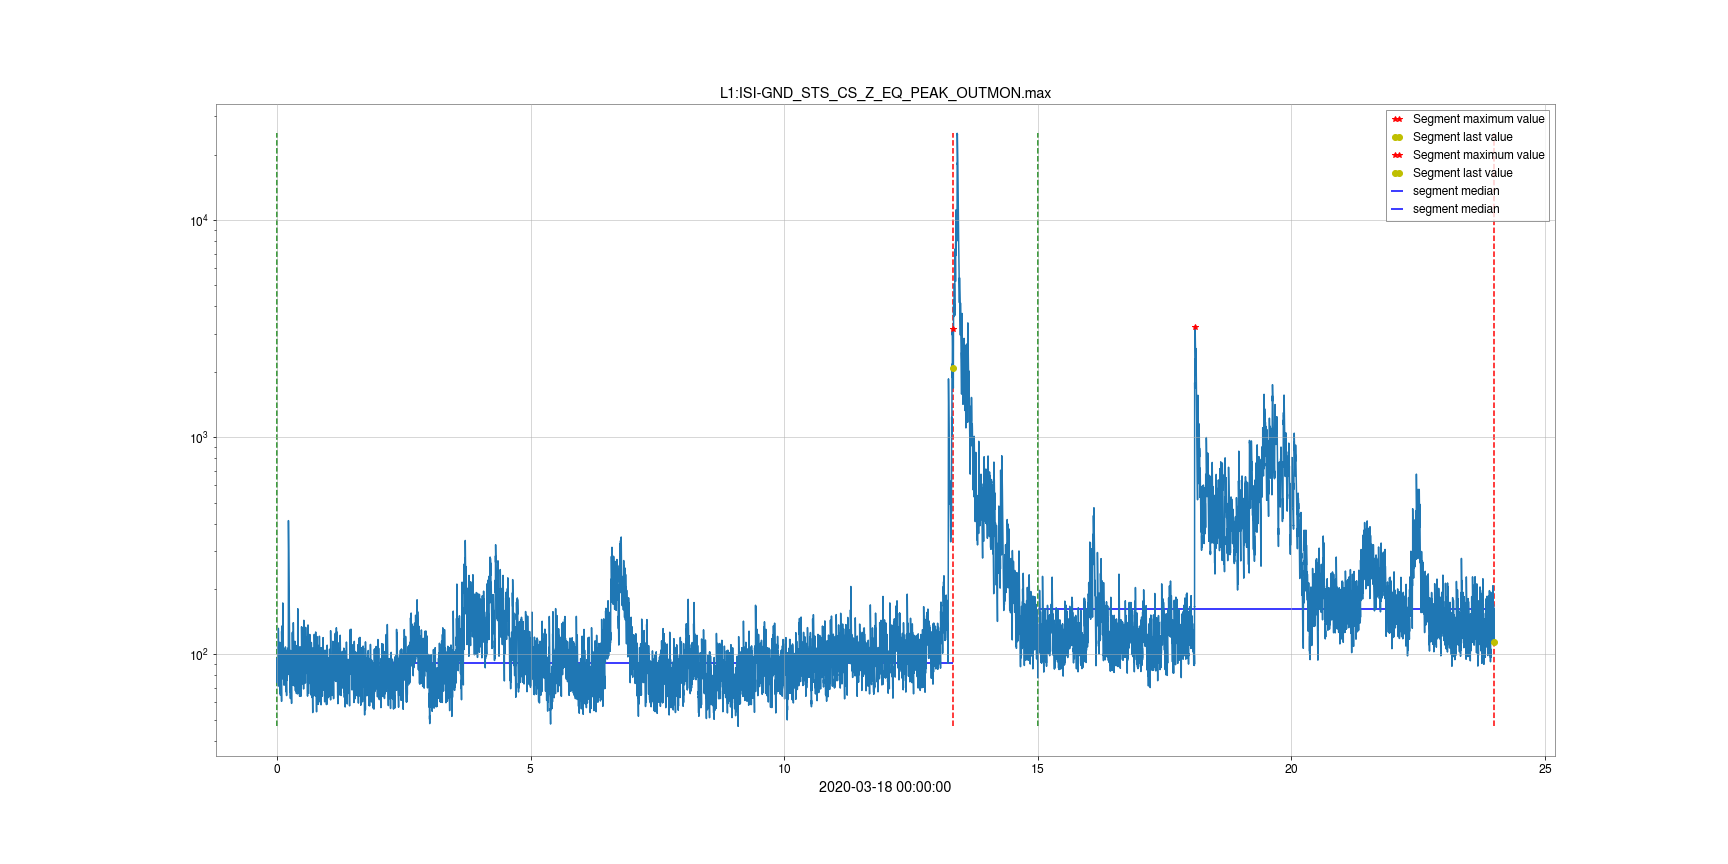 L1:ISI-GND_STS_CS_Z_EQ_PEAK_OUTMON.max
Segment maximum value
Segment last value
Segment maximum value
Segment last value
segment median
segment median
10^4
10^3
10^2
0 5 10 15 20 25
2020-03-18 00:00:00